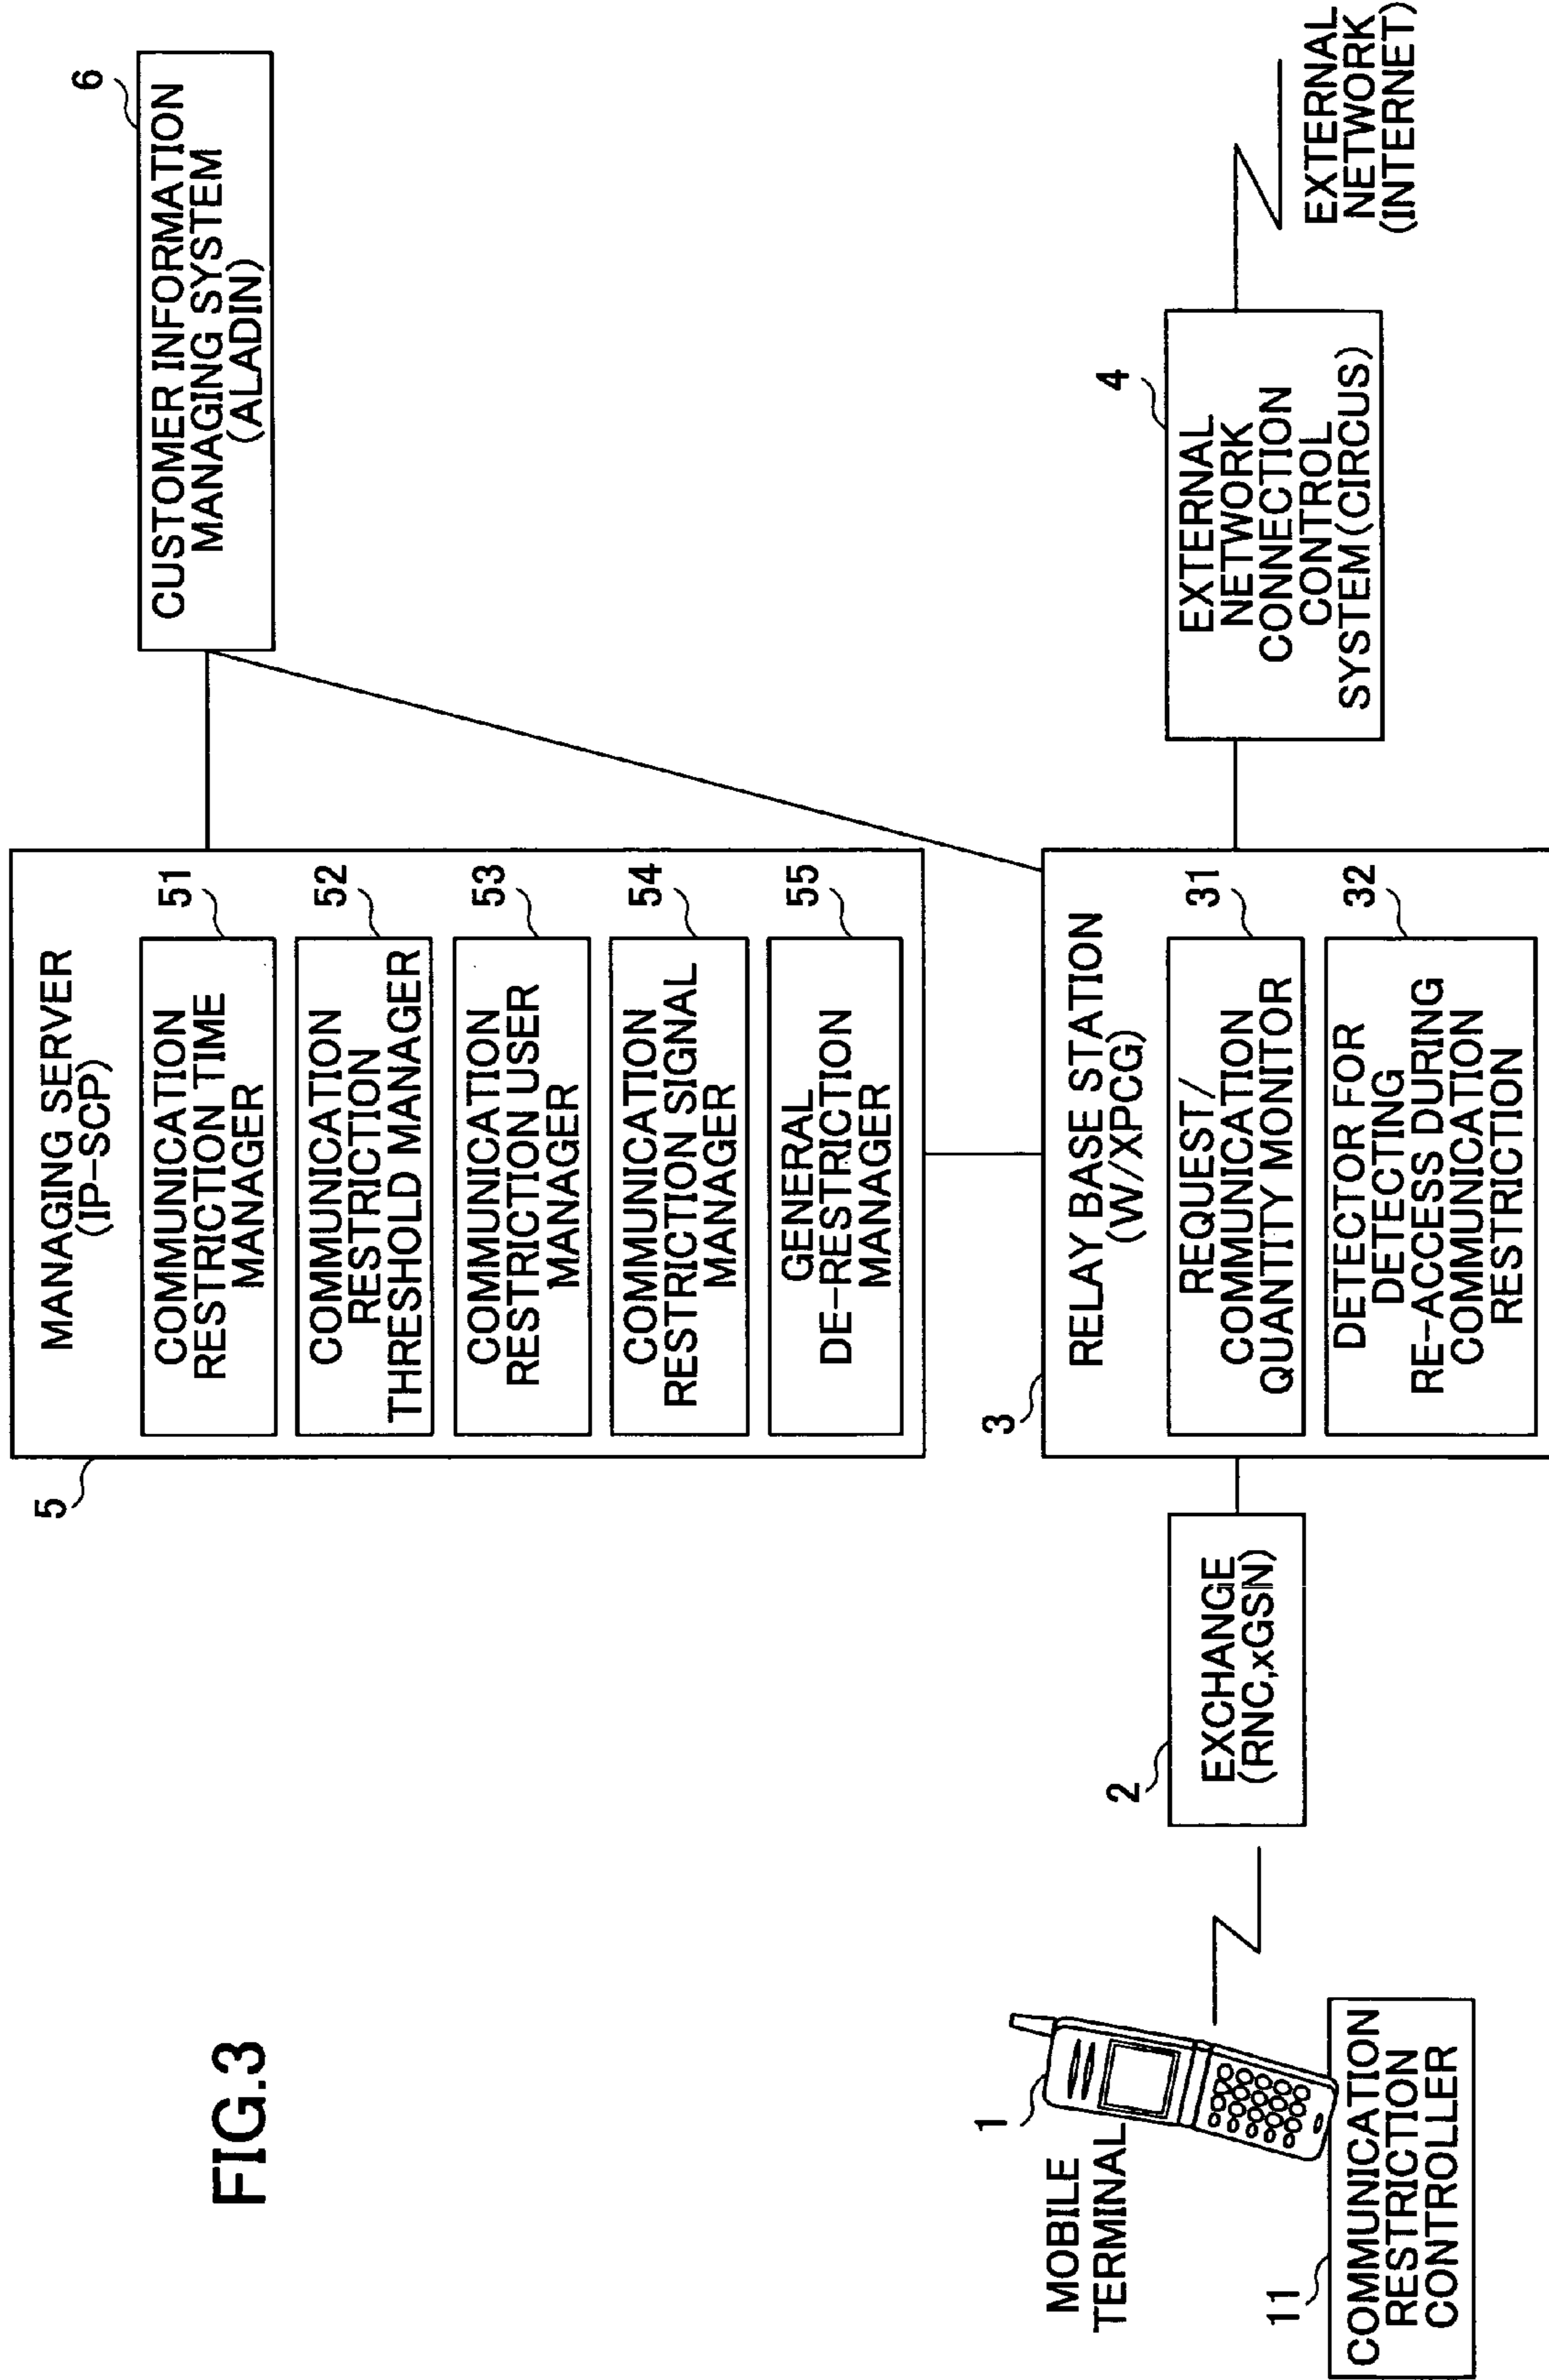 FIG.3
5
MANAGING SERVER
(IP-SCP)
COMMUNICATION
RESTRICTION TIME
MANAGER
51
COMMUNICATION
RESTRICTION
THRESHOLD MANAGER
52
COMMUNICATION
RESTRICTION USER
MANAGER
53
COMMUNICATION
RESTRICTION SIGNAL
MANAGER
54
GENERAL
DE-RESTRICTION
MANAGER
55
6
CUSTOMER INFORMATION
MANAGING SYSTEM
(ALADIN)
1
MOBILE
TERMINAL
11
COMMUNICATION
RESTRICTION
CONTROLLER
2
EXCHANGE
(RNC,xGSN)
3
RELAY BASE STATION
(W/XPCG)
REQUEST/
COMMUNICATION
QUANTITY MONITOR
31
DETECTOR FOR
DETECTING
RE-ACCESS DURING
COMMUNICATION
RESTRICTION
32
4
EXTERNAL
NETWORK
CONNECTION
CONTROL
SYSTEM(CIRCUS)
EXTERNAL
NETWORK
(INTERNET)